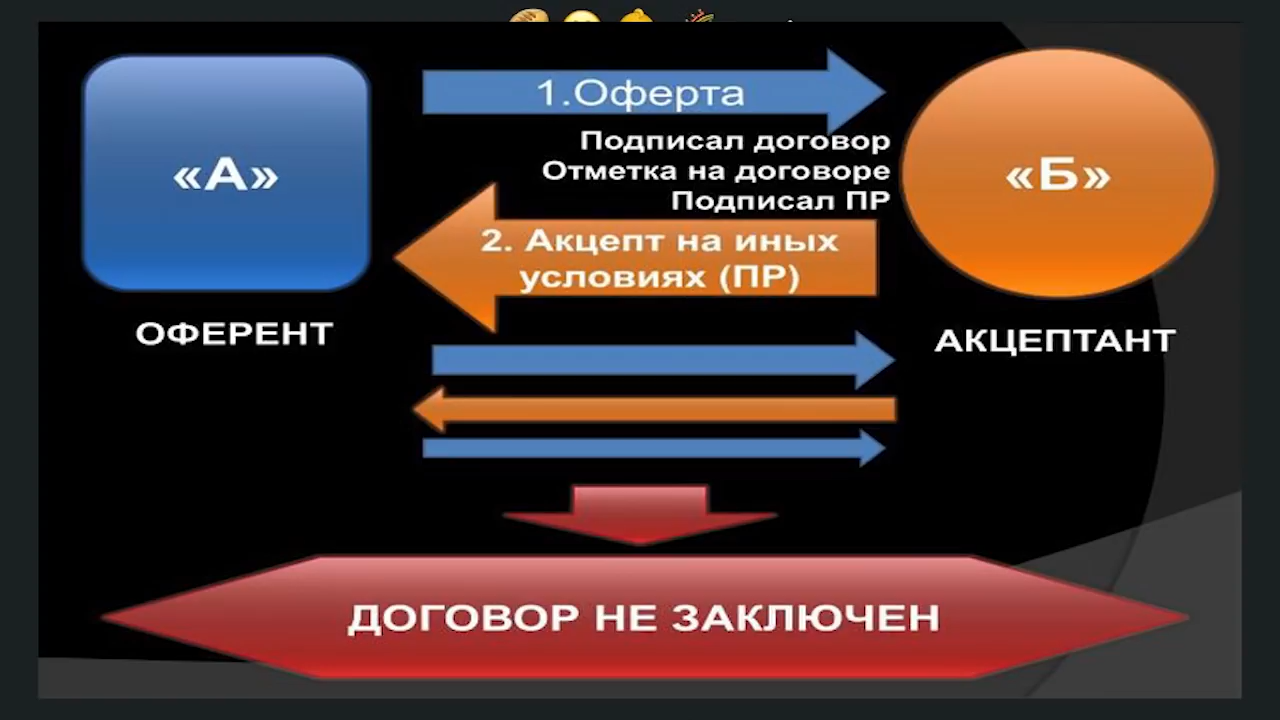 1.Оферта
«А»
«Б»
Подписал договор
Отметка на договоре
Подписал ПР
2. Акцепт на иных
условиях (ПР)
ОФЕРЕНТ
АКЦЕПТАНТ
ДОГОВОР НЕ ЗАКЛЮЧЕН